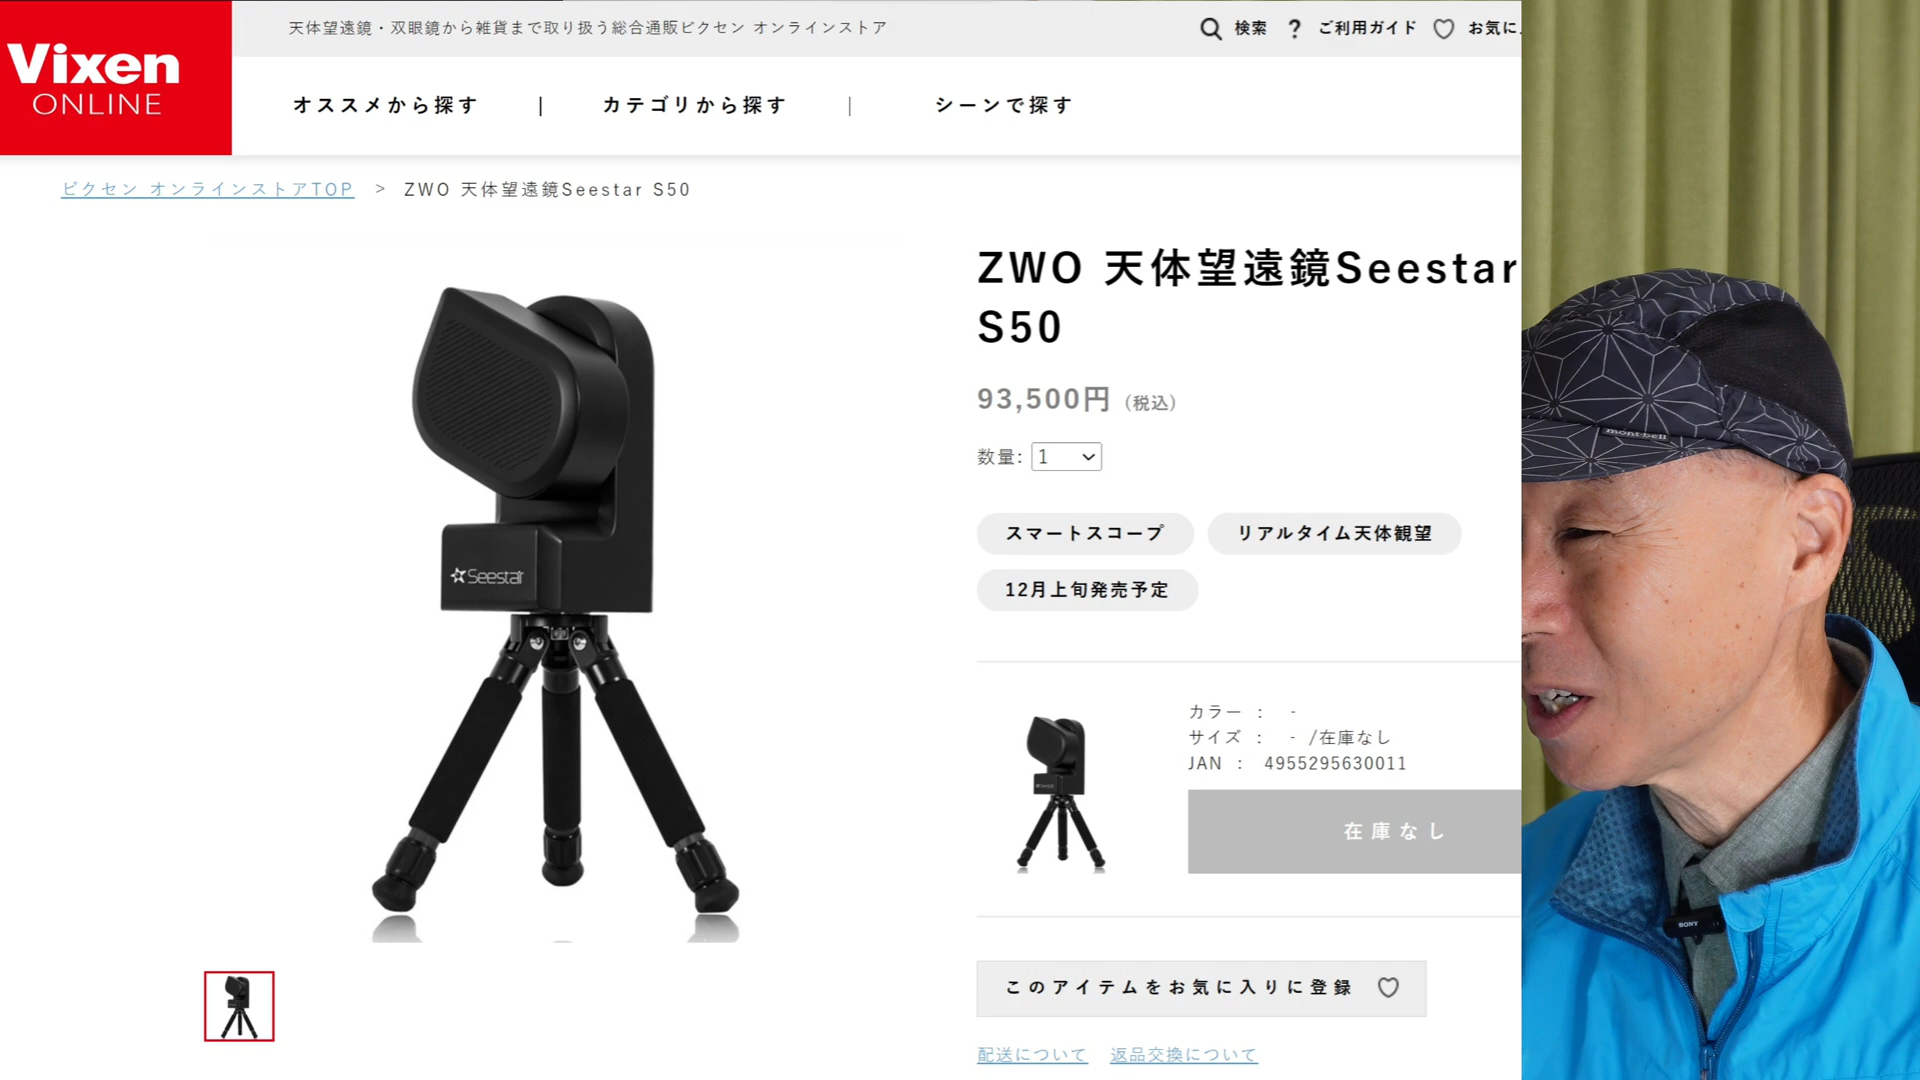 Vixen
ONLINE
天体望遠鏡・双眼鏡から雑貨まで取り扱う総合通販ビクセン オンラインストア
検索 ? ご利用ガイド お気に
オススメから探す | カテゴリから探す | シーンで探す
ビクセン オンラインストアTOP > ZWO 天体望遠鏡Seestar S50
ZWO 天体望遠鏡Seestar
S50
93,500円 (税込)
数量: 1
スマートスコープ
リアルタイム天体観望
12月上旬発売予定
Seestar
カラー : -
サイズ : - /在庫なし
JAN : 4955295630011
在庫なし
このアイテムをお気に入りに登録
配送について 返品交換について
mont-bell
SONY